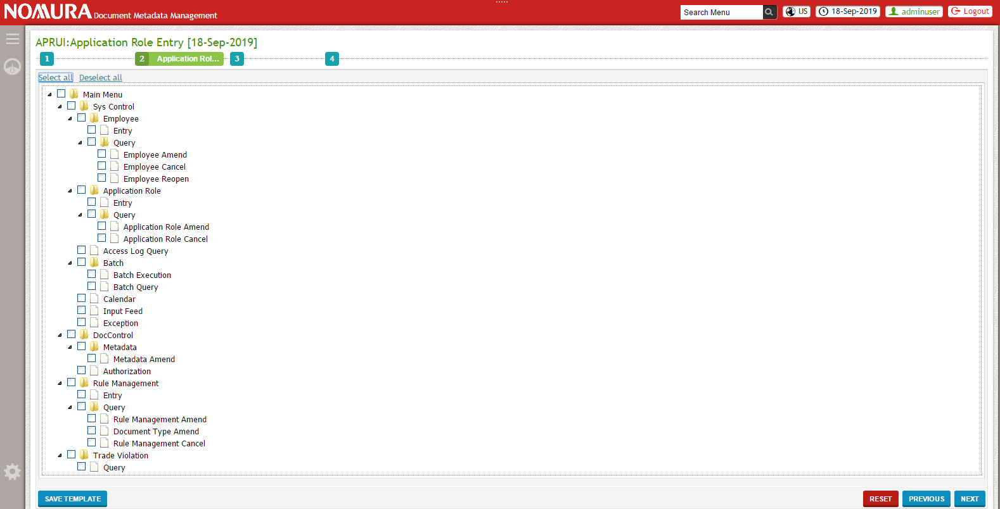 NOMURA Document Metadata Management
Search Menu US 18-Sep-2019 adminuser Logout
APRUI:Application Role Entry [18-Sep-2019]
1 2 Application Rol... 3 4
Select all Deselect all
Main Menu
Sys Control
Employee
Entry
Query
Employee Amend
Employee Cancel
Employee Reopen
Application Role
Entry
Query
Application Role Amend
Application Role Cancel
Access Log Query
Batch
Batch Execution
Batch Query
Calendar
Input Feed
Exception
DocControl
Metadata
Metadata Amend
Authorization
Rule Management
Entry
Query
Rule Management Amend
Document Type Amend
Rule Management Cancel
Trade Violation
Query
SAVE TEMPLATE RESET PREVIOUS NEXT